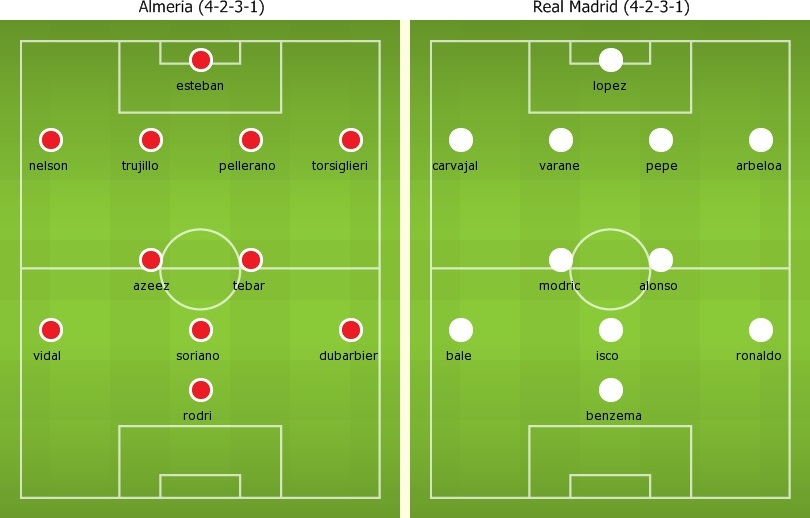 Almeria (4-2-3-1)
esteban
nelson trujillo pellerano torsiglieri
azeez tebar
vidal soriano dubarbier
rodri
Real Madrid (4-2-3-1)
lopez
carvajal varane pepe arbeloa
modric alonso
bale isco ronaldo
benzema